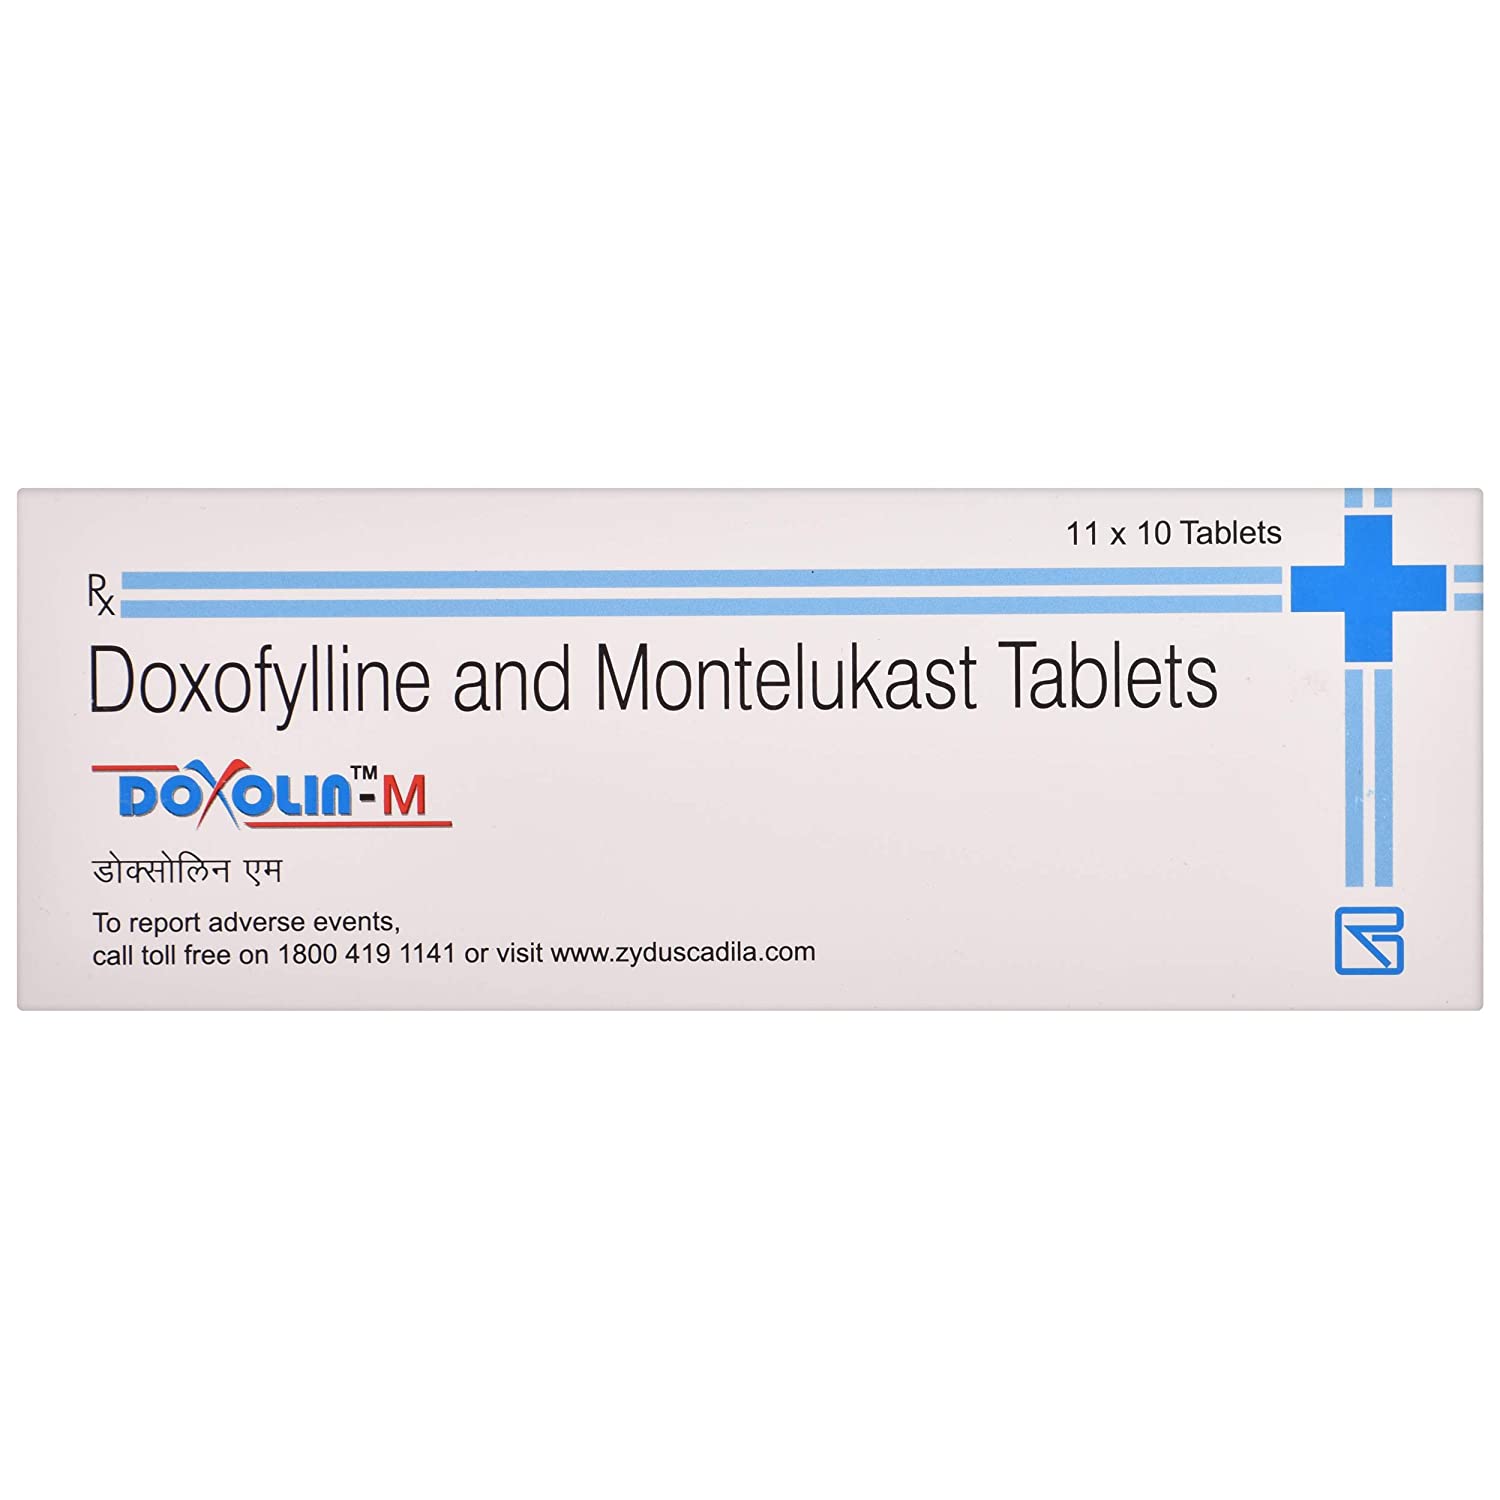 11 x 10 Tablets
Rx
Doxofylline and Montelukast Tablets
DOXOLIN™-M
डोक्सोलिन एम
To report adverse events,
call toll free on 1800 419 1141 or visit www.zyduscadila.com